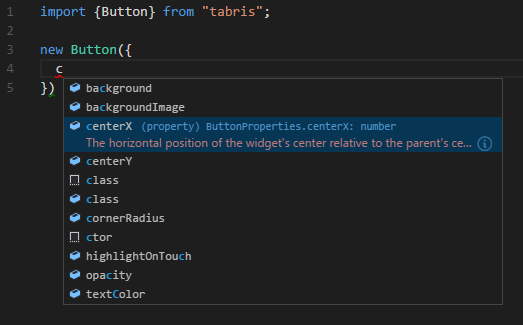 1 import {Button} from "tabris";
2
3 new Button({
4 c
5 })
background
backgroundImage
centerX (property) ButtonProperties.centerX: number
The horizontal position of the widget's center relative to the parent's ce...
centerY
class
class
cornerRadius
ctor
highlightOnTouch
opacity
textColor